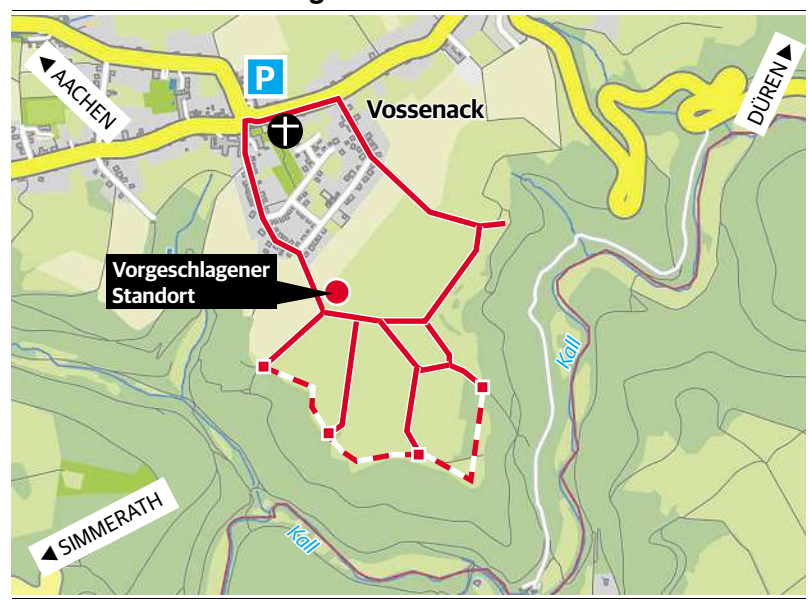 P
◀ AACHEN
Vossenack
DÜREN ▶
Vorgeschlagener
Standort
Kall
◀ SIMMERATH
Kall